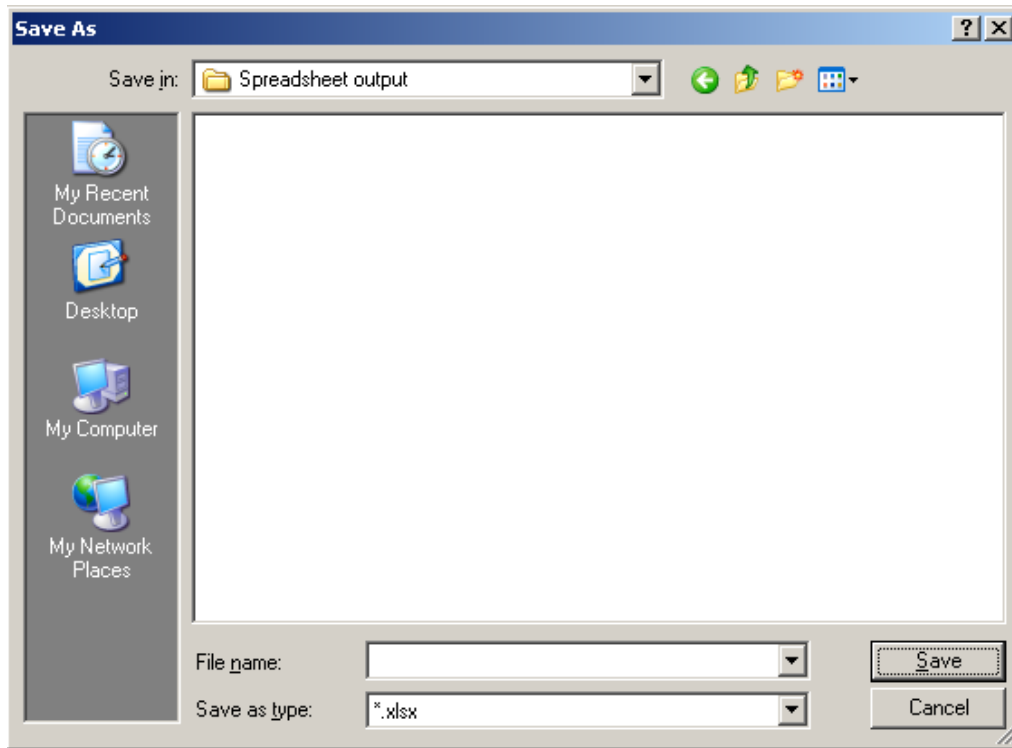 Save As
Save in: Spreadsheet output
My Recent
Documents
Desktop
My Computer
My Network
Places
File name:
Save
Save as type: *.xlsx
Cancel